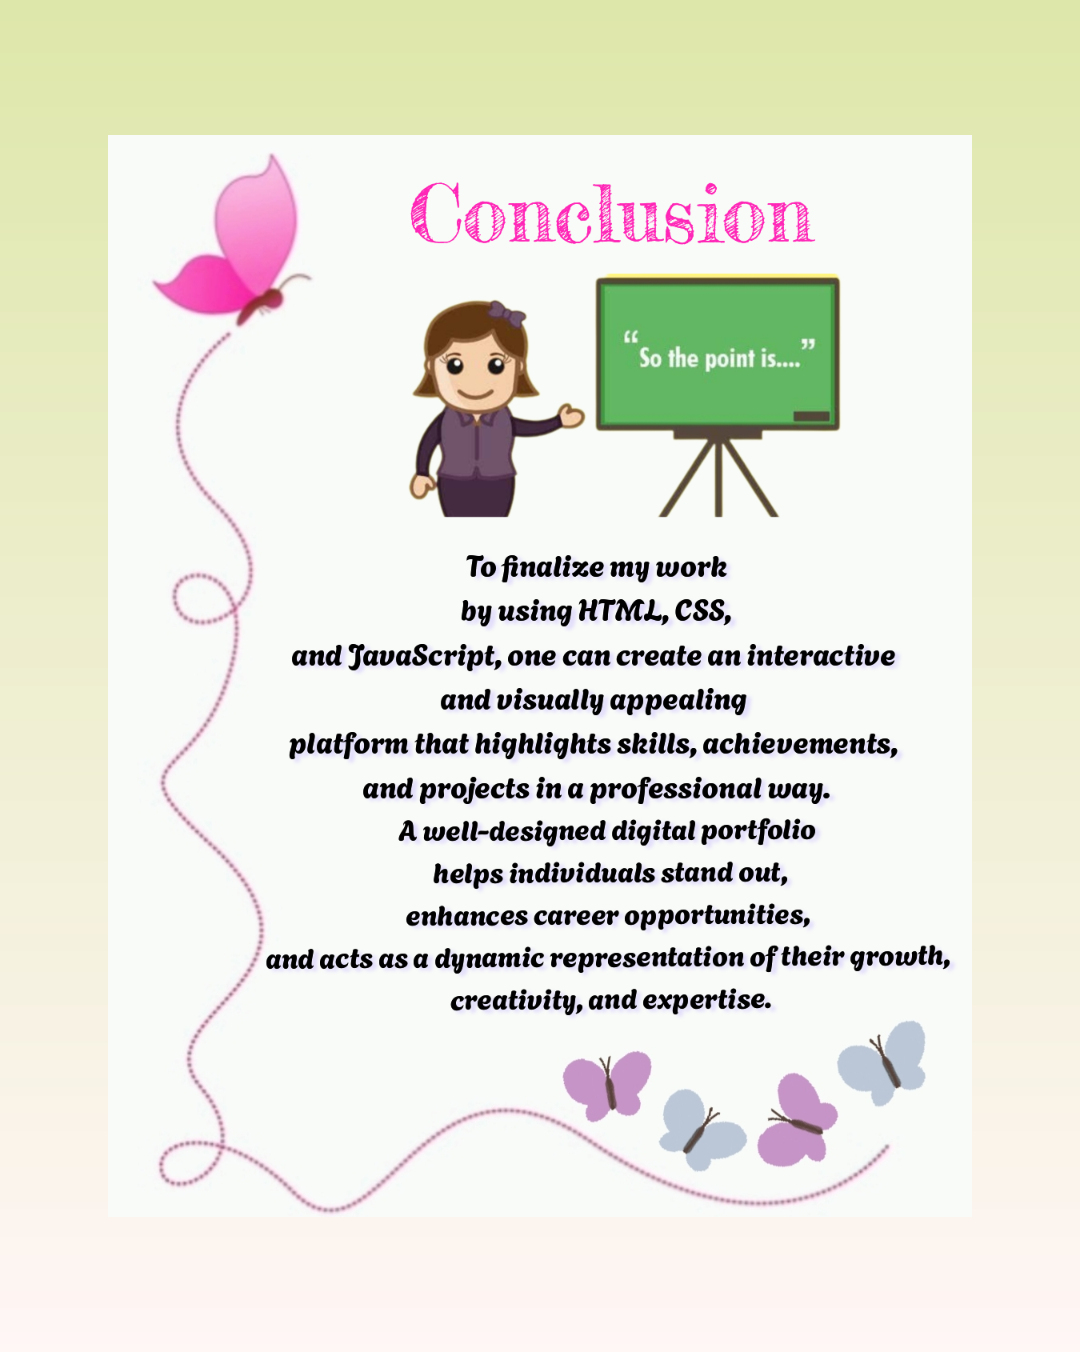 Conclusion
“So the point is....”
To finalize my work
by using HTML, CSS,
and JavaScript, one can create an interactive
and visually appealing
platform that highlights skills, achievements,
and projects in a professional way.
A well-designed digital portfolio
helps individuals stand out,
enhances career opportunities,
and acts as a dynamic representation of their growth,
creativity, and expertise.